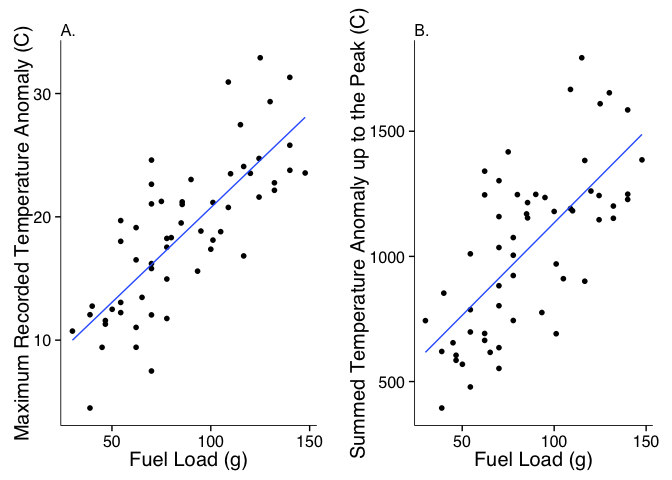 A.
Maximum Recorded Temperature Anomaly (C)
30
20
10
50
100
150
Fuel Load (g)
B.
Summed Temperature Anomaly up to the Peak (C)
1500
1000
500
50
100
150
Fuel Load (g)